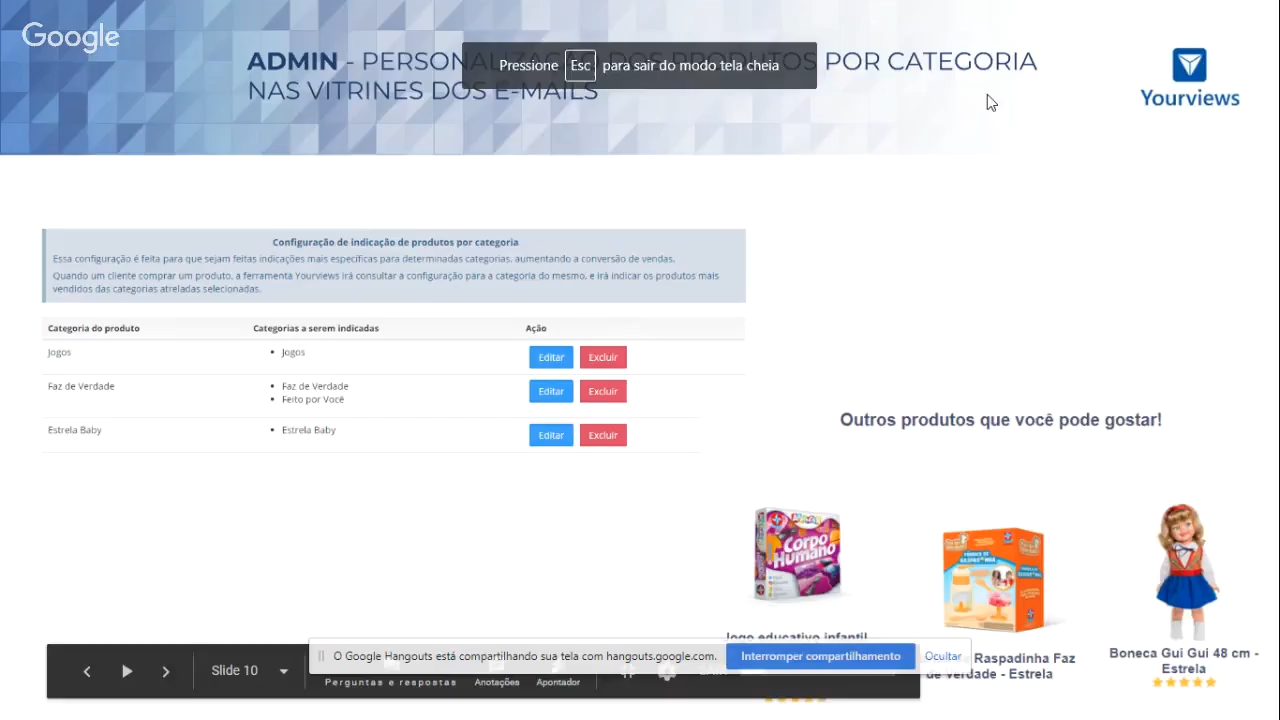 Google
ADMIN - PERSONALIZAÇÃO DOS PRODUTOS POR CATEGORIA
NAS VITRINES DOS E-MAILS
Pressione Esc para sair do modo tela cheia
Yourviews
Configuração de indicação de produtos por categoria
Essa configuração é feita para que sejam feitas indicações mais específicas para determinadas categorias, aumentando a conversão de vendas.
Quando um cliente comprar um produto, a ferramenta Yourviews irá consultar a configuração para a categoria do mesmo, e irá indicar os produtos mais
vendidos das categorias atreladas selecionadas.
Categoria do produto Categorias a serem indicadas Ação
Jogos • Jogos Editar Excluir
Faz de Verdade • Faz de Verdade Editar Excluir
• Feito por Você
Estrela Baby • Estrela Baby Editar Excluir
Outros produtos que você pode gostar!
Corpo
Humano
Jogo educativo infantil
Raspadinha Faz
de Verdade - Estrela
Boneca Gui Gui 48 cm -
Estrela
Slide 10
O Google Hangouts está compartilhando sua tela com hangouts.google.com.
Interromper compartilhamento
Ocultar
Perguntas e respostas
Anotações
Apontador